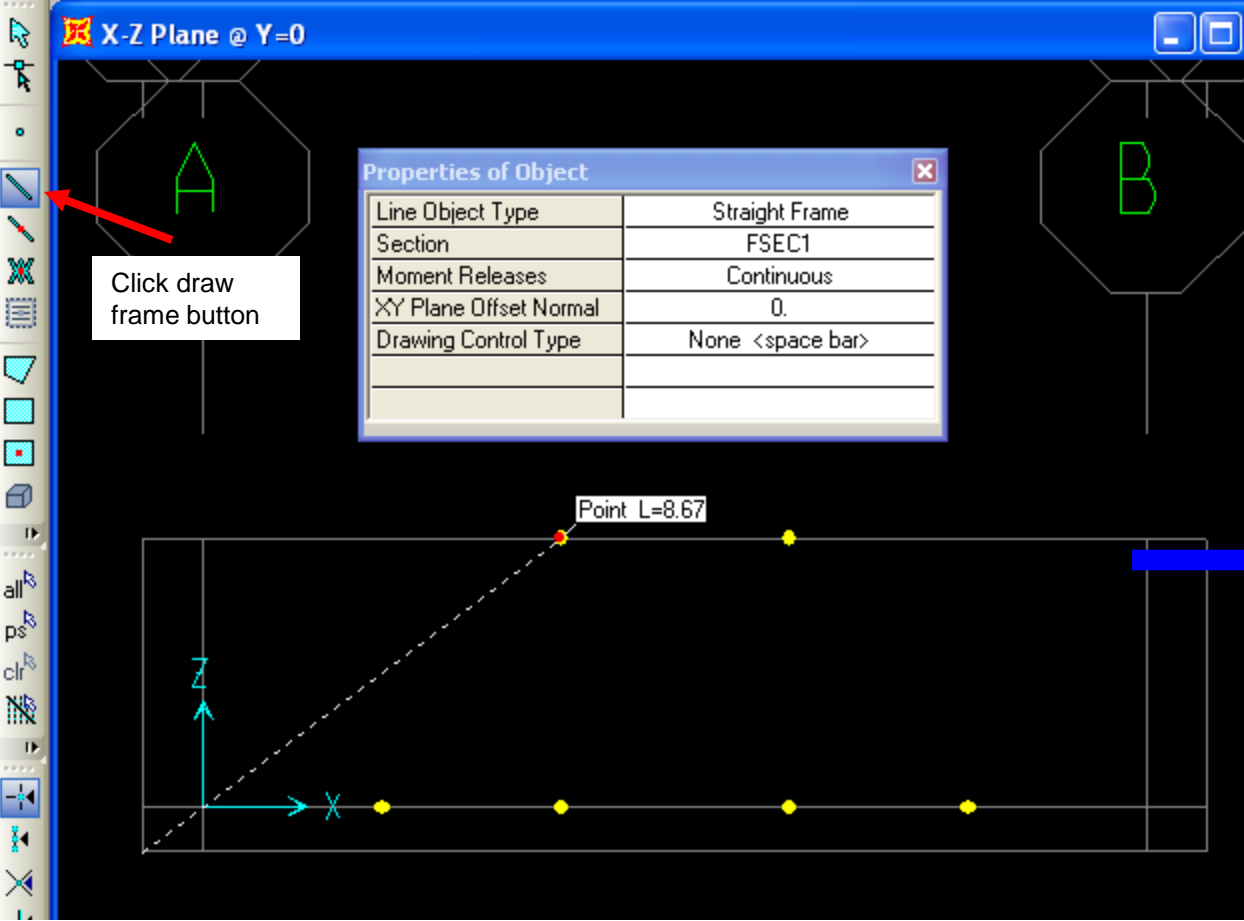 X-Z Plane @ Y=0
A
B
Properties of Object
Line Object Type Straight Frame
Section FSEC1
Moment Releases Continuous
XY Plane Offset Normal 0.
Drawing Control Type None <space bar>
Click draw
frame button
Point L=8.67
all
ps
clr
Z
X